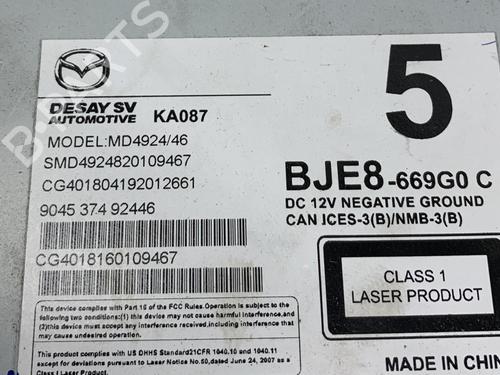 5
DESAY SV
AUTOMOTIVE KA087
MODEL:MD4924/46
SMD4924820109467
CG401804192012661
9045 374 92446
CG4018160109467
BJE8-669G0 C
DC 12V NEGATIVE GROUND
CAN ICES-3(B)/NMB-3(B)
CLASS 1
LASER PRODUCT
This device complies with Part 15 of the FCC Rules.Operation is subject to the
following two conditions:(1) this device may not cause harmful interference,and
(2)this device must accept any interference received, including
interference that may cause undesired operation.
This product complies with US DHHS Standard21CFR 1040.10 and 1040.11
except for deviations pursuant to Laser Notice No.50,dated June 24, 2007 as a
Class I Laser Product
MADE IN CHI